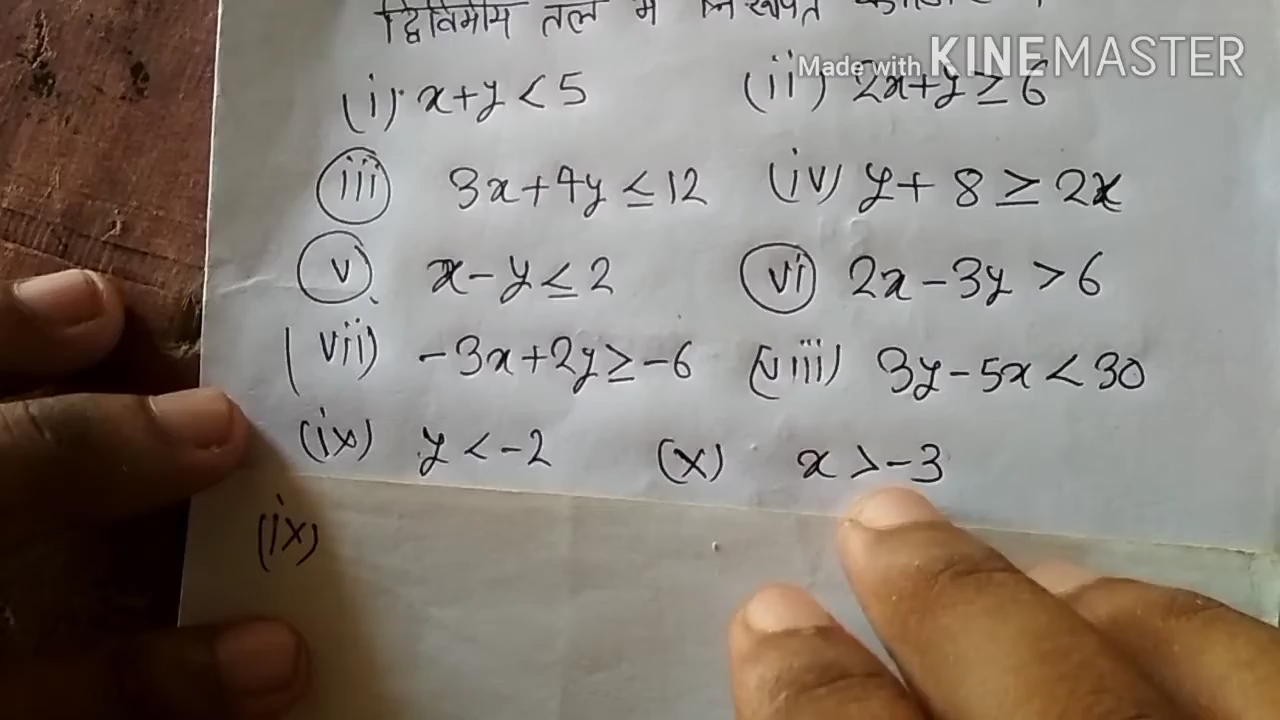 द्विविमीय तल में निरूपित कीजिए
Made with KINEMASTER
(i) x+y < 5 (ii) 2x+y ≥ 6
(iii) 3x+4y ≤ 12 (iv) y+8 ≥ 2x
(v) x-y ≤ 2 (vi) 2x-3y > 6
(vii) -3x+2y ≥ -6 (viii) 3y-5x < 30
(ix) y < -2 (x) x > -3
(ix)